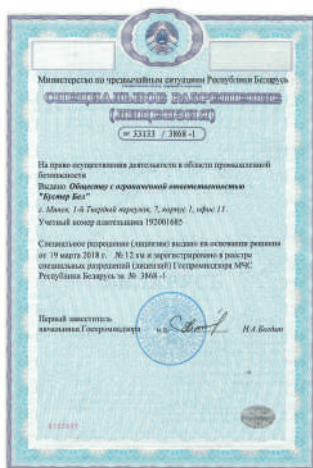 Министерство по чрезвычайным ситуациям Республики Беларусь
СПЕЦИАЛЬНОЕ РАЗРЕШЕНИЕ
(ЛИЦЕНЗИЯ)
№ 33133 / 3868 -1
На право осуществления деятельности в области промышленной
безопасности
Выдано Обществу с ограниченной ответственностью
"Бустер Бел"
г. Минск, 1-й Твердый переулок, 7, корпус 1, офис 11.
Учетный номер плательщика 192001685
Специальное разрешение (лицензия) выдано на основании решения
от 19 марта 2018 г. № 12 км и зарегистрировано в реестре
специальных разрешений (лицензий) Госпромнадзора МЧС
Республики Беларусь за № 3868 -1
Первый заместитель
начальника Госпромнадзора
Н.А.